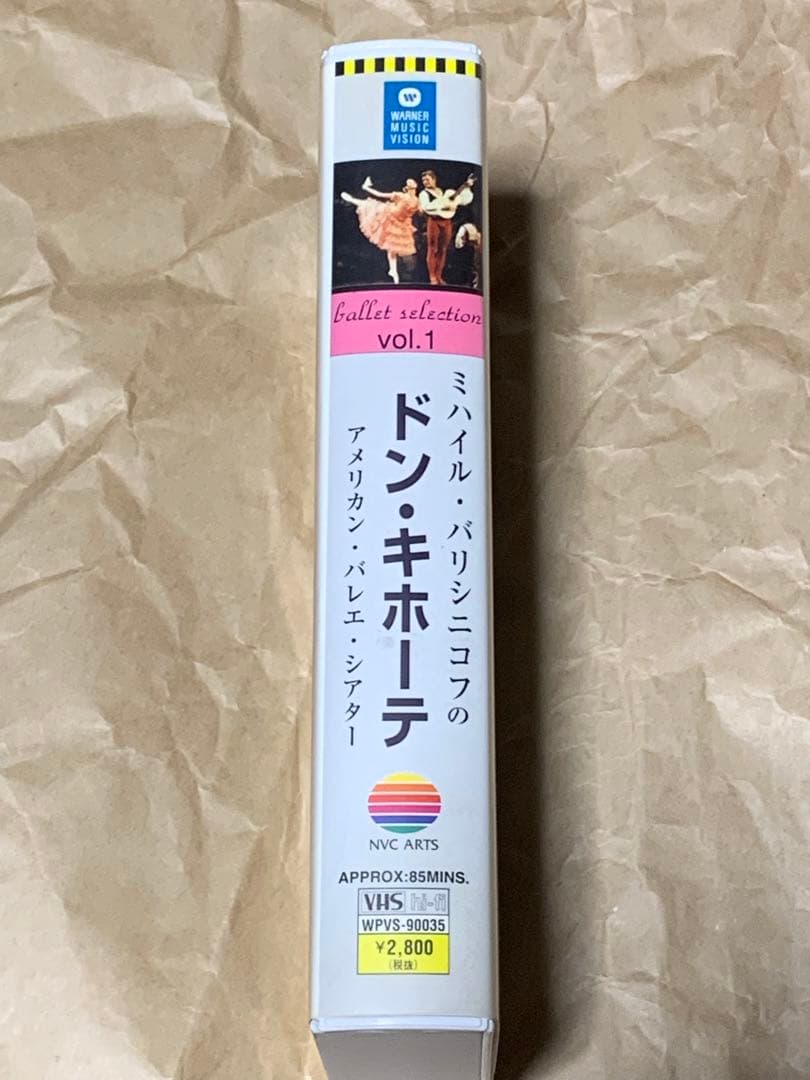 WARNER
MUSIC
VISION
ballet selection
vol.1
ミハイル・バリシニコフの
ドン・キホーテ
アメリカン・バレエ・シアター
NVC ARTS
APPROX:85MINS.
VHS hi-fi
WPVS-90035
¥2,800
(税抜)